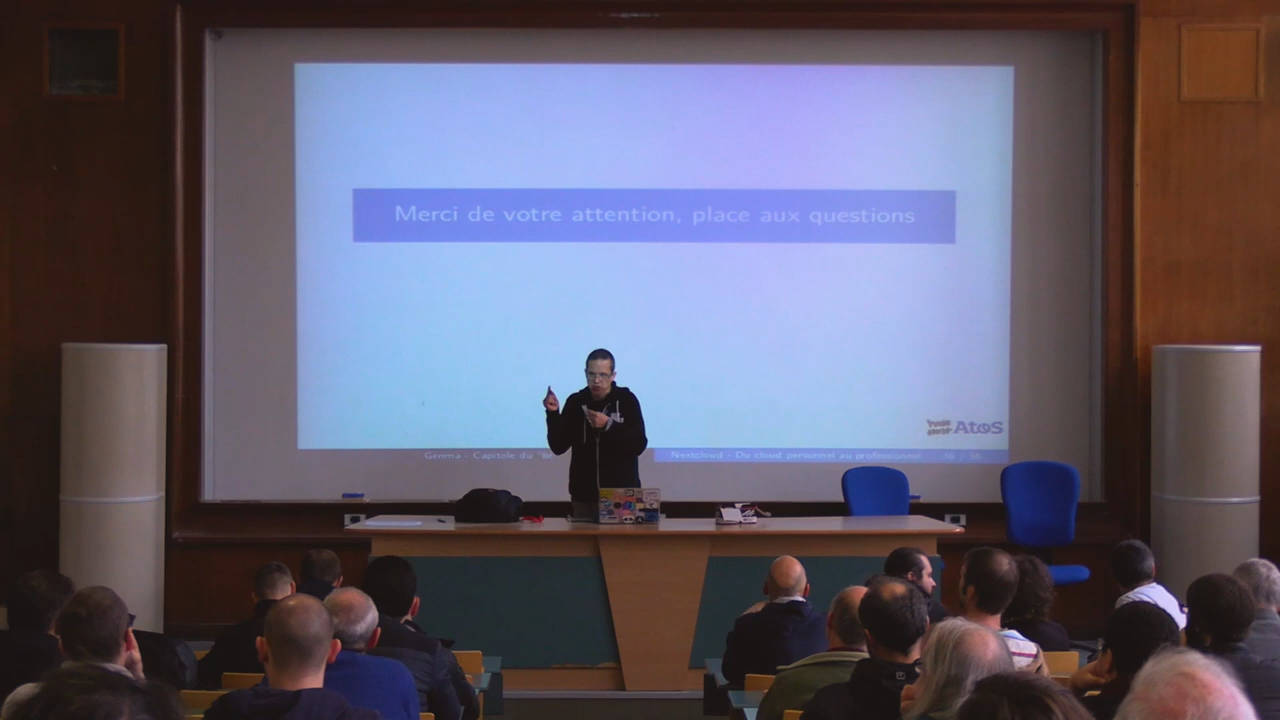 Merci de votre attention, place aux questions
Atos
Genma - Capitole du
Nextcloud - Du cloud personnel au professionnel